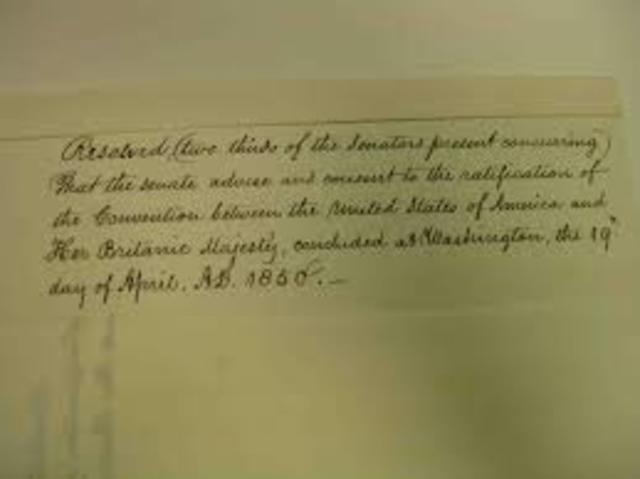 Resolved, (two thirds of the Senators present concurring)
That the senate advise and consent to the ratification of
the Convention between the United States of America and
Her Britanic Majesty, concluded at Washington, the 19th
day of April, A.D. 1850.—